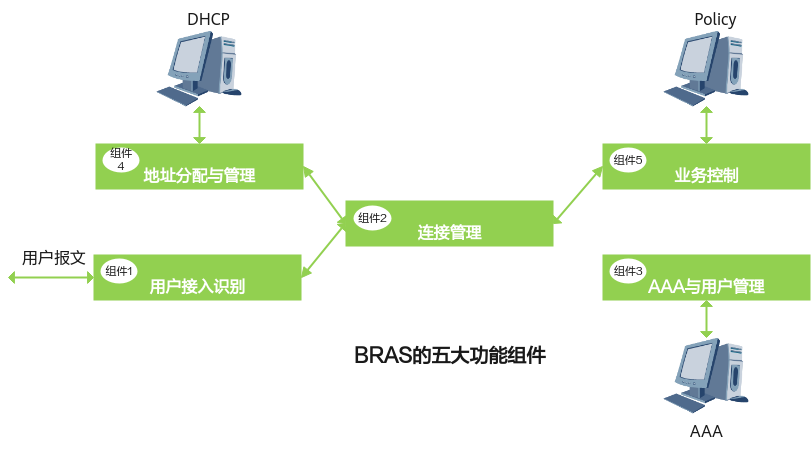 DHCP
Policy
组件
4
地址分配与管理
组件5
业务控制
组件2
连接管理
用户报文
组件1
用户接入识别
组件3
AAA与用户管理
BRAS的五大功能组件
AAA